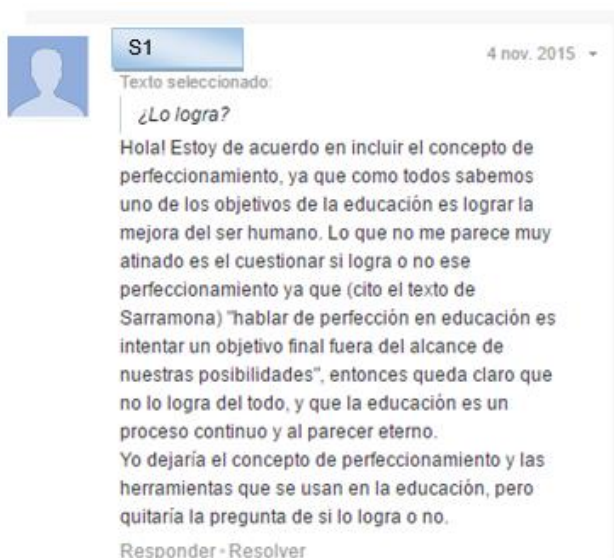 S1
4 nov. 2015
Texto seleccionado:
¿Lo logra?
Hola! Estoy de acuerdo en incluir el concepto de
perfeccionamiento, ya que como todos sabemos
uno de los objetivos de la educación es lograr la
mejora del ser humano. Lo que no me parece muy
atinado es el cuestionar si logra o no ese
perfeccionamiento ya que (cito el texto de
Sarramona) "hablar de perfección en educación es
intentar un objetivo final fuera del alcance de
nuestras posibilidades", entonces queda claro que
no lo logra del todo, y que la educación es un
proceso continuo y al parecer eterno.
Yo dejaría el concepto de perfeccionamiento y las
herramientas que se usan en la educación, pero
quitaría la pregunta de si lo logra o no.
Responder • Resolver